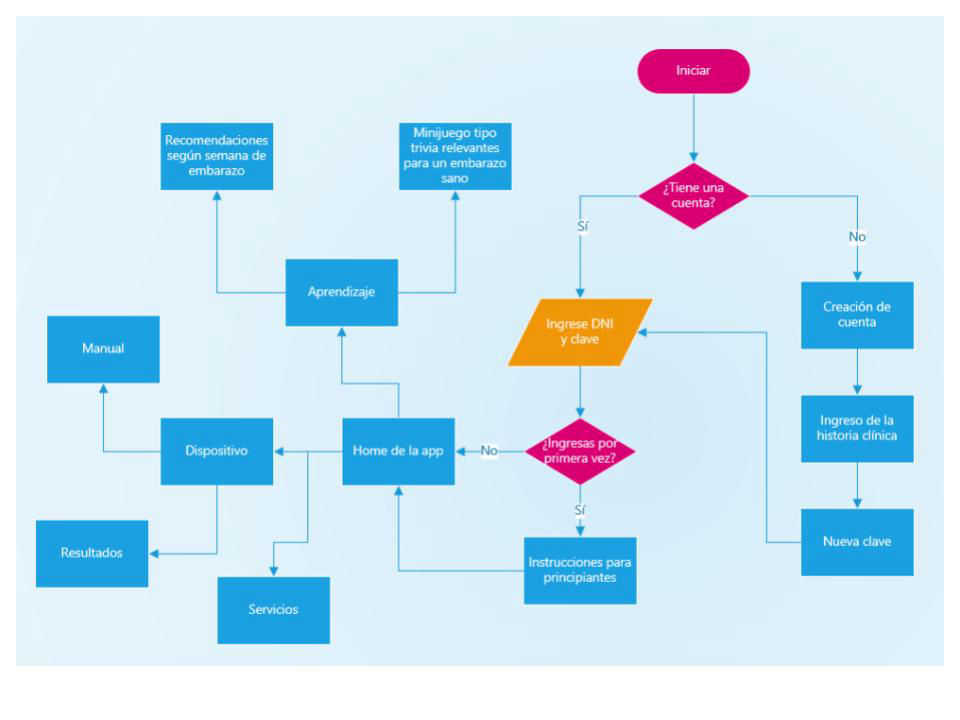 Iniciar
Recomendaciones
según semana de
embarazo
Minijuego tipo
trivia relevantes
para un embarazo
sano
¿Tiene una
cuenta?
Sí
No
Aprendizaje
Creación de
cuenta
Ingrese DNI
y clave
Manual
Ingreso de la
historia clínica
Dispositivo
Home de la app
No
¿Ingresas por
primera vez?
Sí
Nueva clave
Resultados
Instrucciones para
principiantes
Servicios